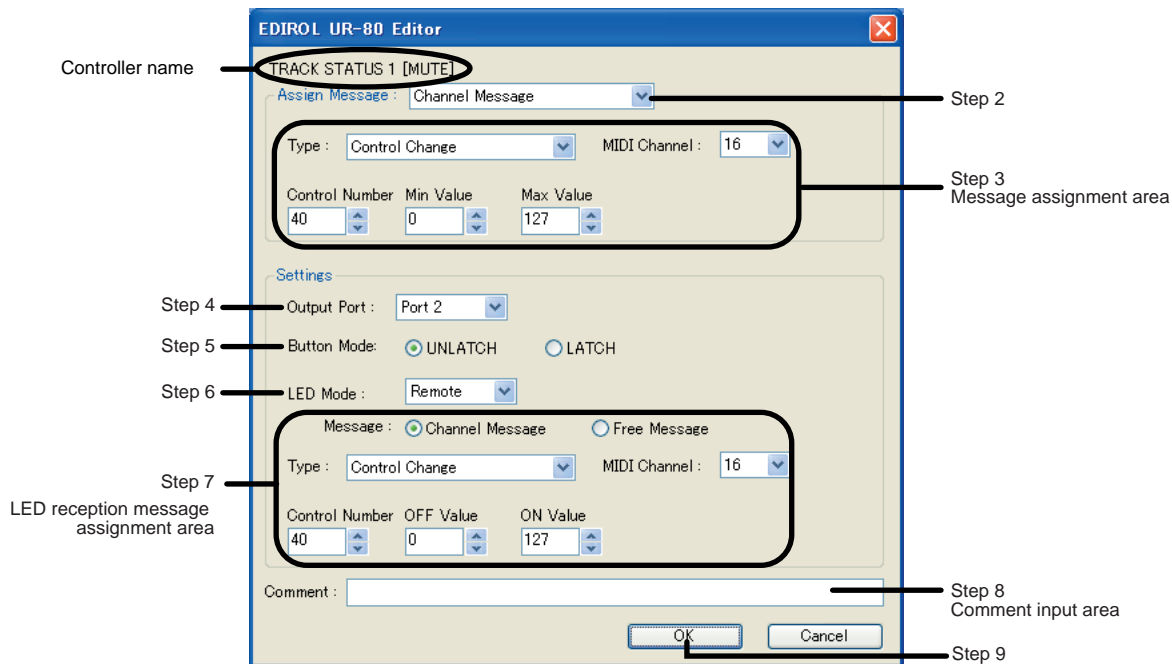 EDIROL UR-80 Editor
Controller name
TRACK STATUS 1 [MUTE]
Assign Message : Channel Message
Step 2
Type : Control Change MIDI Channel : 16
Step 3
Message assignment area
Control Number Min Value Max Value
40 0 127
Settings
Step 4 Output Port : Port 2
Step 5 Button Mode: UNLATCH LATCH
Step 6 LED Mode : Remote
Message : Channel Message Free Message
Type : Control Change MIDI Channel : 16
Step 7
LED reception message
assignment area
Control Number OFF Value ON Value
40 0 127
Comment :
Step 8
Comment input area
OK Cancel
Step 9